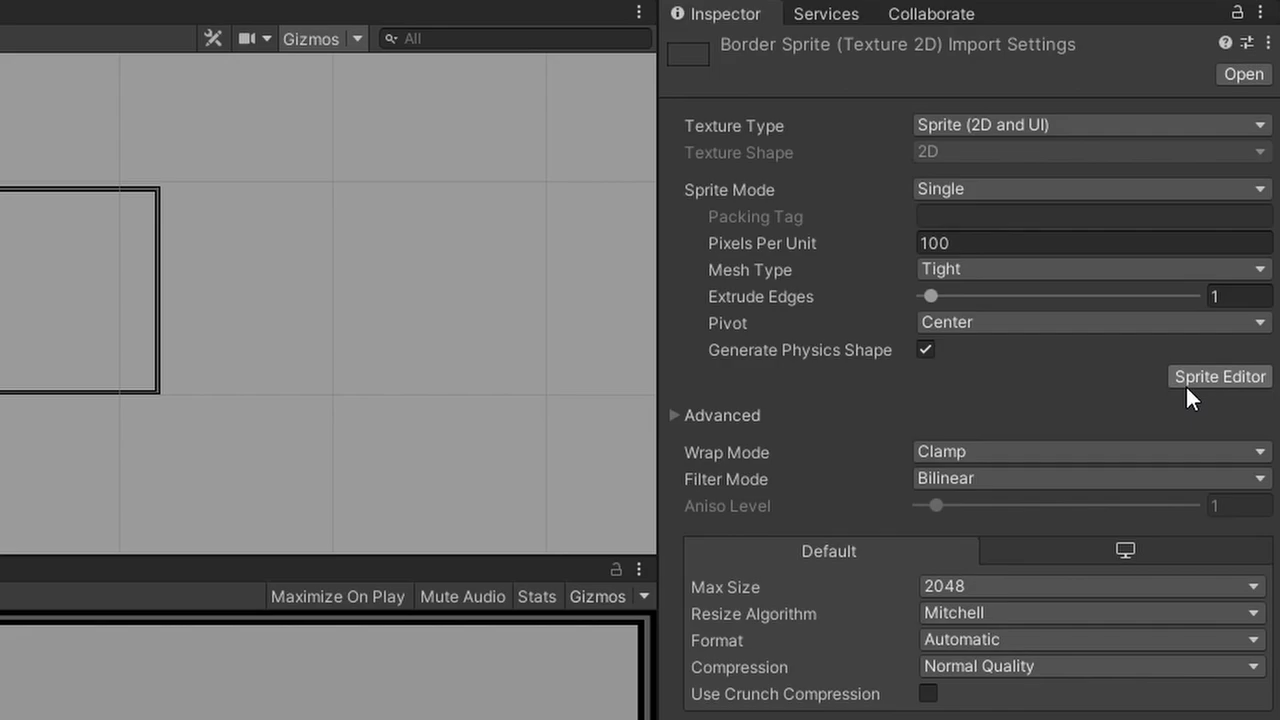 Inspector Services Collaborate
Gizmos All
Border Sprite (Texture 2D) Import Settings
Open
Texture Type Sprite (2D and UI)
Texture Shape 2D
Sprite Mode Single
Packing Tag
Pixels Per Unit 100
Mesh Type Tight
Extrude Edges 1
Pivot Center
Generate Physics Shape
Sprite Editor
Advanced
Wrap Mode Clamp
Filter Mode Bilinear
Aniso Level 1
Default
Max Size 2048
Resize Algorithm Mitchell
Format Automatic
Compression Normal Quality
Use Crunch Compression
Maximize On Play Mute Audio Stats Gizmos